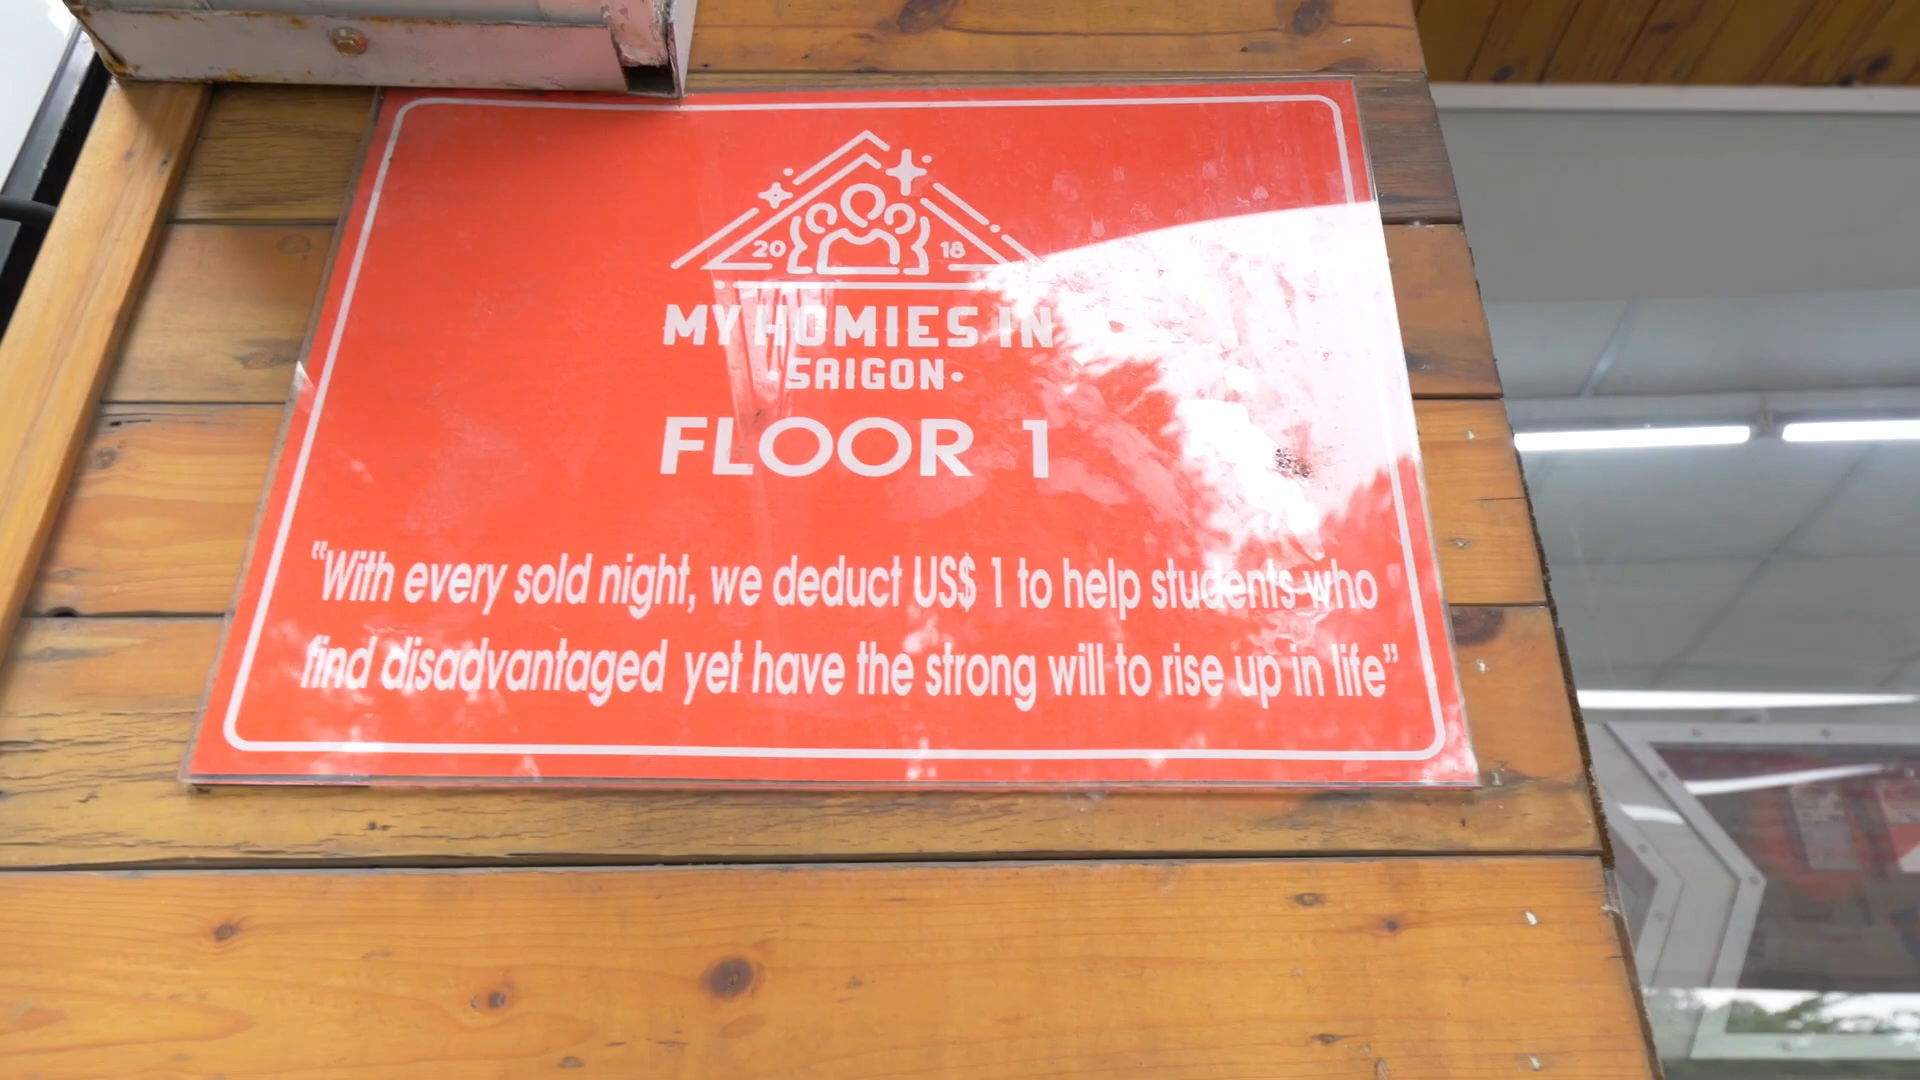 20 18
MY HOMIES IN
·SAIGON·
FLOOR 1
"With every sold night, we deduct US$ 1 to help students who
find disadvantaged yet have the strong will to rise up in life"